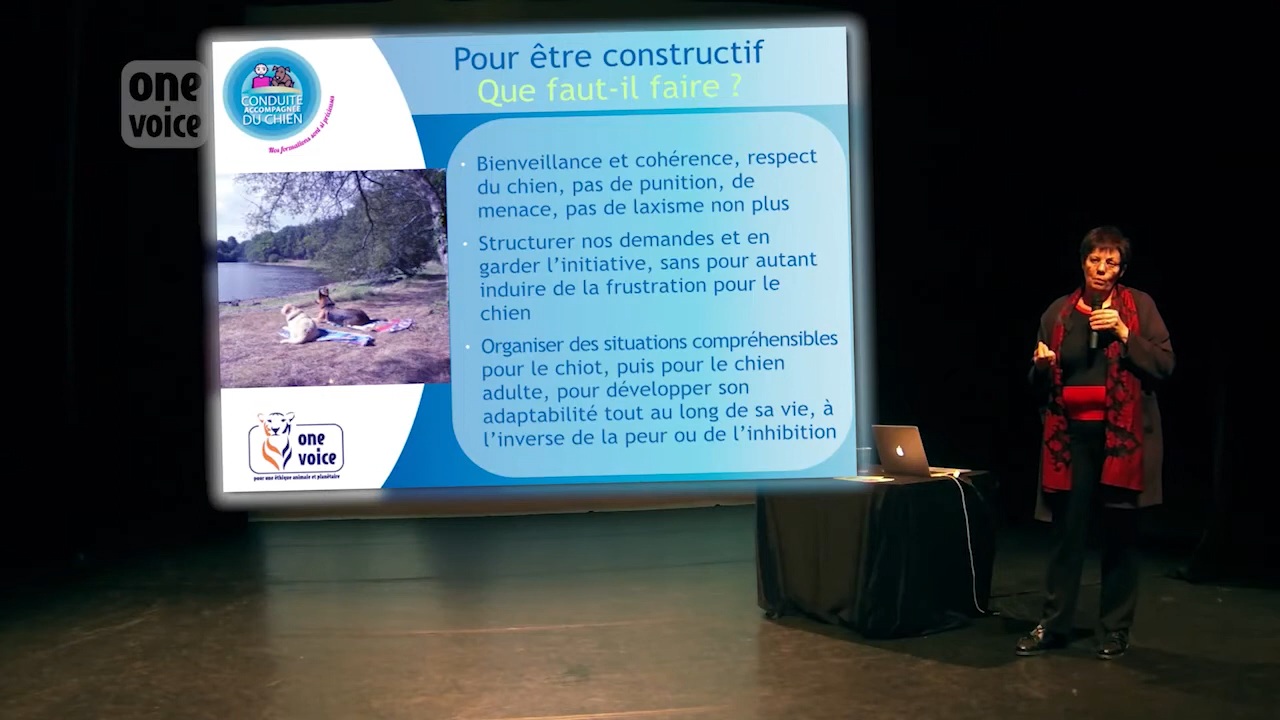 one
voice
Pour être constructif
Que faut-il faire ?
CONDUITE
ACCOMPAGNÉE
DU CHIEN
Nos formations sont si précieuses
• Bienveillance et cohérence, respect
du chien, pas de punition, de
menace, pas de laxisme non plus
• Structurer nos demandes et en
garder l'initiative, sans pour autant
induire de la frustration pour le
chien
• Organiser des situations compréhensibles
pour le chiot, puis pour le chien
adulte, pour développer son
adaptabilité tout au long de sa vie, à
l'inverse de la peur ou de l'inhibition
one
voice
pour une éthique animale et planétaire